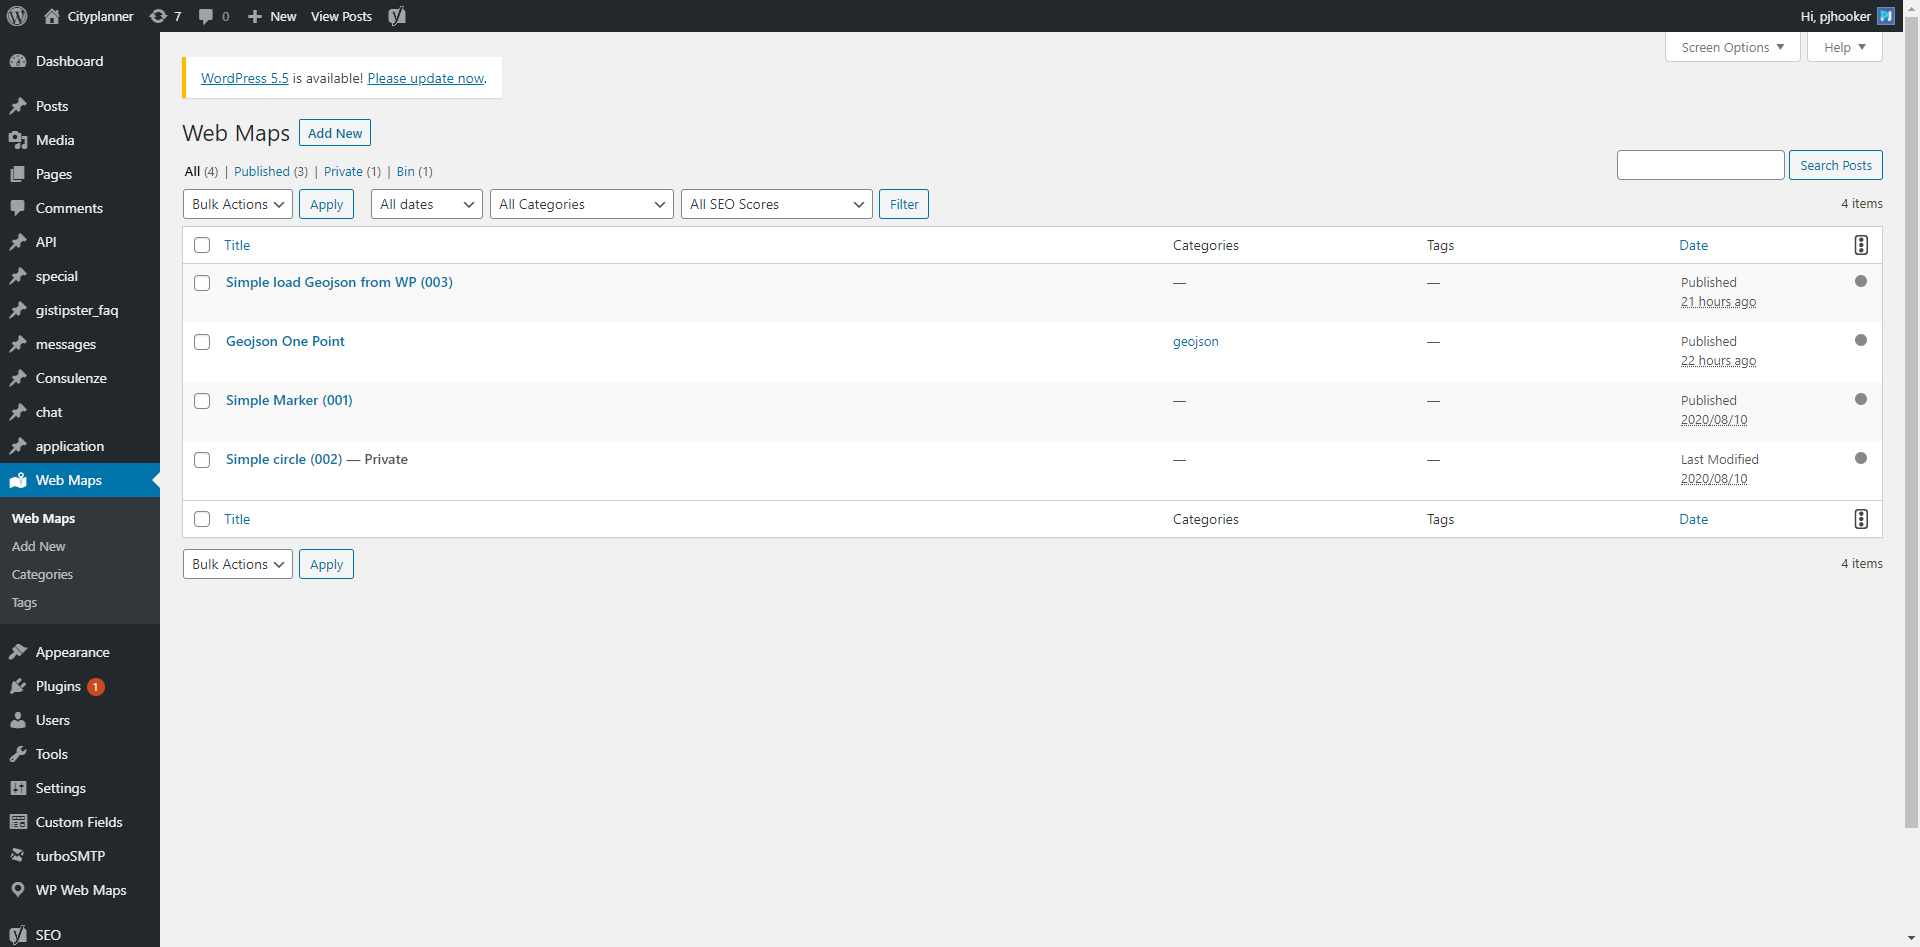 Cityplanner 7 0 New View Posts Hi, pjhooker PJ
Screen Options Help
WordPress 5.5 is available! Please update now.
Web Maps Add New
All (4) | Published (3) | Private (1) | Bin (1)
Search Posts
Bulk Actions Apply All dates All Categories All SEO Scores Filter 4 items
Title Categories Tags Date
Simple load Geojson from WP (003) — — Published
21 hours ago
Geojson One Point geojson — Published
22 hours ago
Simple Marker (001) — — Published
2020/08/10
Simple circle (002) — Private — — Last Modified
2020/08/10
Title Categories Tags Date
Bulk Actions Apply 4 items
Dashboard
Posts
Media
Pages
Comments
API
special
gistipster_faq
messages
Consulenze
chat
application
Web Maps
Web Maps
Add New
Categories
Tags
Appearance
Plugins 1
Users
Tools
Settings
Custom Fields
turboSMTP
WP Web Maps
SEO